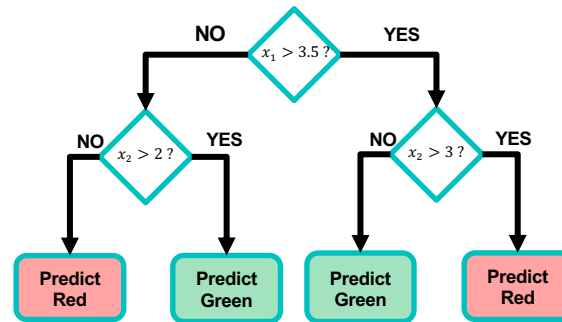 NO
YES
x₁ > 3.5 ?
NO
YES
x₂ > 2 ?
NO
YES
x₂ > 3 ?
Predict
Red
Predict
Green
Predict
Green
Predict
Red